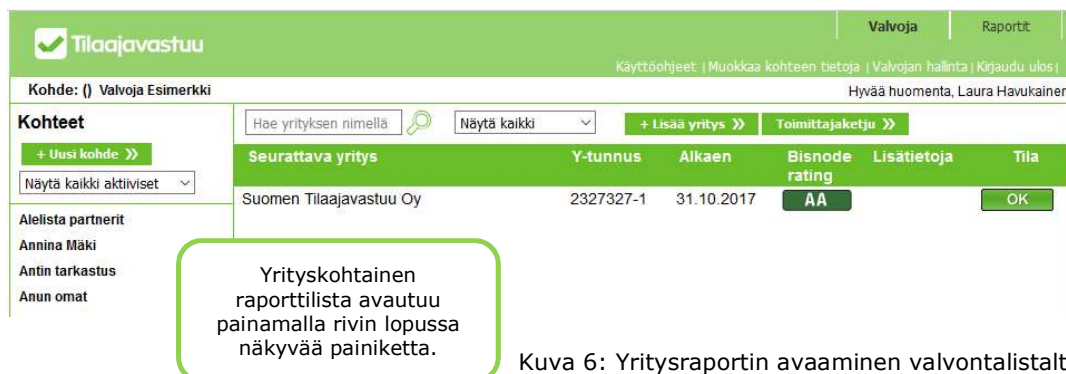 Tilaajavastuu
Valvoja Raportit
Käyttöohjeet | Muokkaa kohteen tietoja | Valvojan hallinta | Kirjaudu ulos |
Kohde: () Valvoja Esimerkki
Hyvää huomenta, Laura Havukainen
Kohteet
+ Uusi kohde
Näytä kaikki aktiiviset
Alelista partnerit
Annina Mäki
Antin tarkastus
Anun omat
Hae yrityksen nimellä Näytä kaikki + Lisää yritys Toimittajaketju
Seurattava yritys Y-tunnus Alkaen Bisnode Lisätietoja Tila
rating
Suomen Tilaajavastuu Oy 2327327-1 31.10.2017 AA OK
Yrityskohtainen
raporttilista avautuu
painamalla rivin lopussa
näkyvää painiketta.
Kuva 6: Yritysraportin avaaminen valvontalistalt